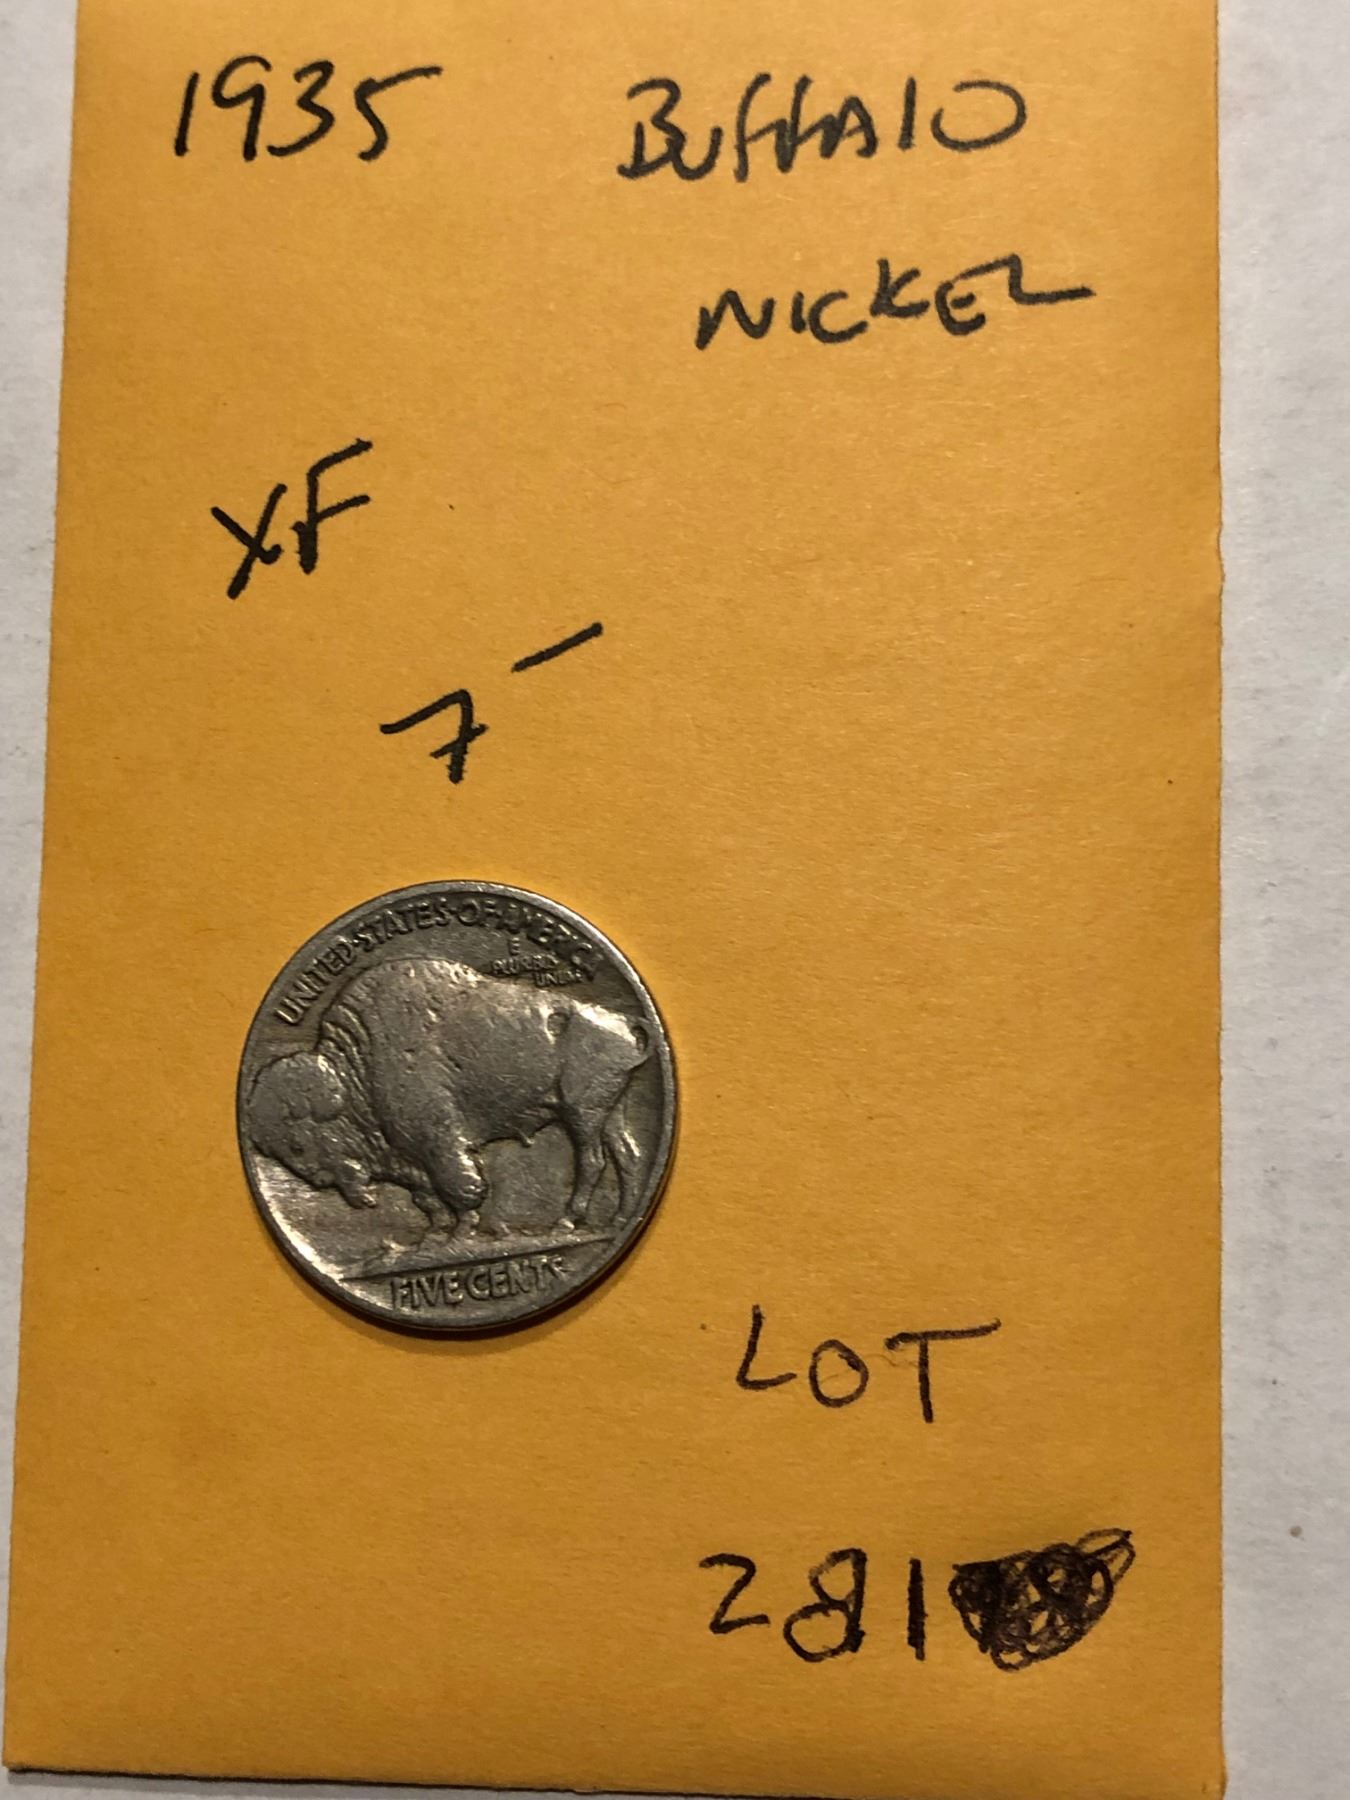 1935 BUFFALO
NICKEL
XF
7-
UNITED·STATES·OF·AMERICA
E
PLURIBUS
UNUM
FIVE CENTS
LOT
281